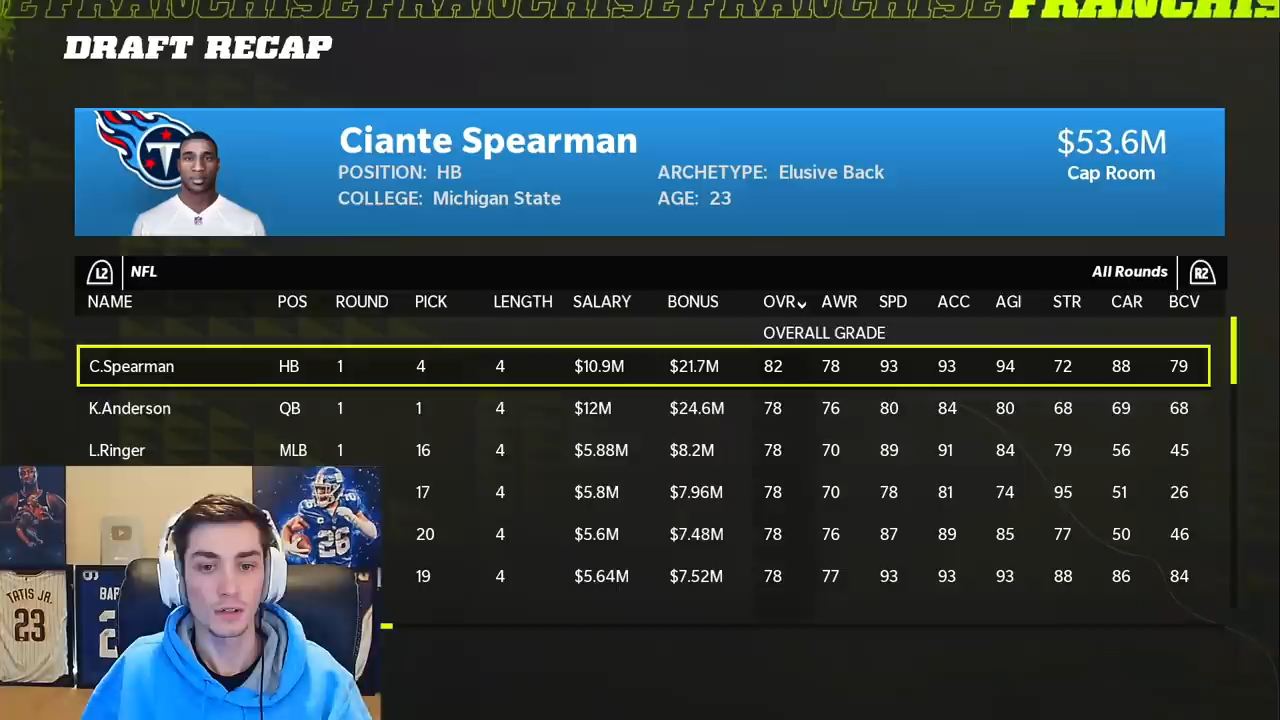 FRANCHISE FRANCHISE FRANCHISE FRANCHIS
DRAFT RECAP
T
Ciante Spearman
POSITION: HB
ARCHETYPE: Elusive Back
COLLEGE: Michigan State
AGE: 23
$53.6M
Cap Room
L2 NFL
All Rounds R2
NAME POS ROUND PICK LENGTH SALARY BONUS OVR AWR SPD ACC AGI STR CAR BCV
OVERALL GRADE
C.Spearman HB 1 4 4 $10.9M $21.7M 82 78 93 93 94 72 88 79
K.Anderson QB 1 1 4 $12M $24.6M 78 76 80 84 80 68 69 68
L.Ringer MLB 1 16 4 $5.88M $8.2M 78 70 89 91 84 79 56 45
17 4 $5.8M $7.96M 78 70 78 81 74 95 51 26
20 4 $5.6M $7.48M 78 76 87 89 85 77 50 46
19 4 $5.64M $7.52M 78 77 93 93 93 88 86 84
26
TATIS JR.
23
BAR
2